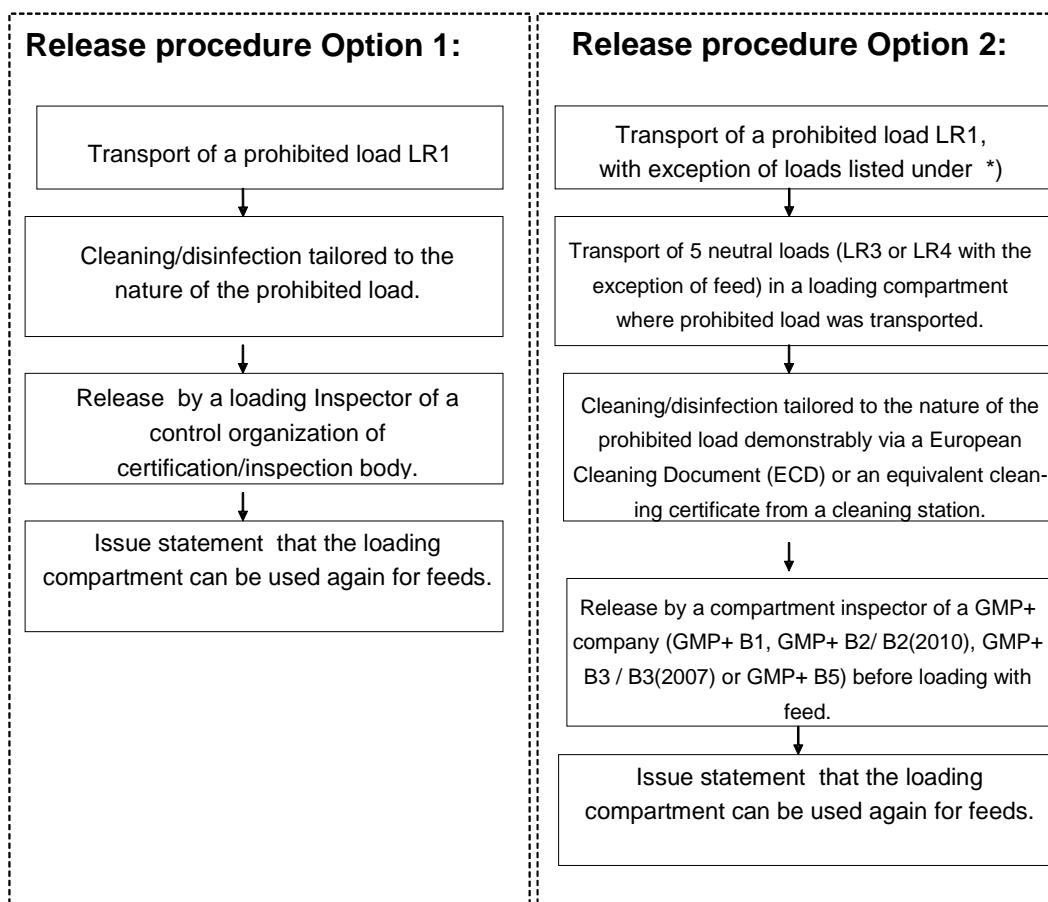 Release procedure Option 1:
Transport of a prohibited load LR1
Cleaning/disinfection tailored to the
nature of the prohibited load.
Release by a loading Inspector of a
control organization of
certification/inspection body.
Issue statement that the loading
compartment can be used again for feeds.
Release procedure Option 2:
Transport of a prohibited load LR1,
with exception of loads listed under *)
Transport of 5 neutral loads (LR3 or LR4 with the
exception of feed) in a loading compartment
where prohibited load was transported.
Cleaning/disinfection tailored to the nature of the
prohibited load demonstrably via a European
Cleaning Document (ECD) or an equivalent clean-
ing certificate from a cleaning station.
Release by a compartment inspector of a GMP+
company (GMP+ B1, GMP+ B2/ B2(2010), GMP+
B3 / B3(2007) or GMP+ B5) before loading with
feed.
Issue statement that the loading
compartment can be used again for feeds.